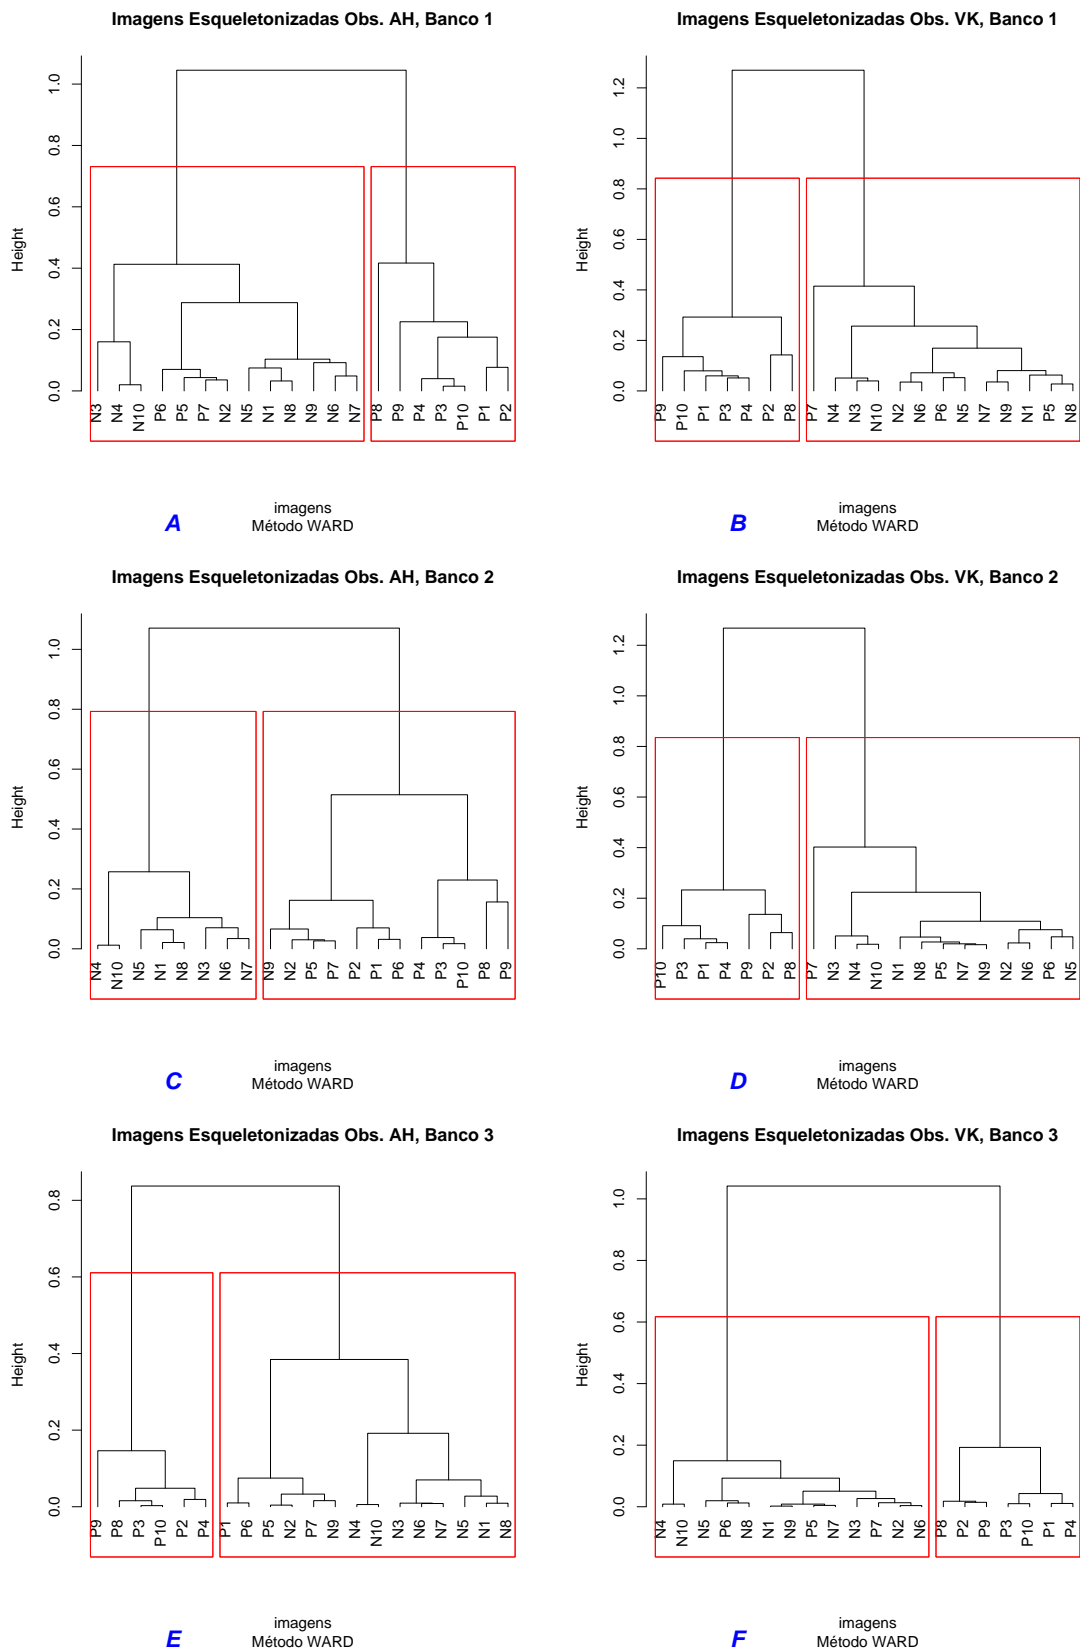 Imagens Esqueletonizadas Obs. AH, Banco 1
Height
0.0 0.2 0.4 0.6 0.8 1.0
N3 N4 N10 P6 P5 P7 N2 N5 N1 N8 N9 N6 N7 P8 P9 P4 P3 P10 P1 P2
imagens
A Método WARD
Imagens Esqueletonizadas Obs. VK, Banco 1
Height
0.0 0.2 0.4 0.6 0.8 1.0 1.2
P9 P10 P1 P3 P4 P2 P8 P7 N4 N3 N10 N2 N6 P6 N5 N7 N9 N1 P5 N8
imagens
B Método WARD
Imagens Esqueletonizadas Obs. AH, Banco 2
Height
0.0 0.2 0.4 0.6 0.8 1.0
N4 N10 N5 N1 N8 N3 N6 N7 N9 N2 P5 P7 P2 P1 P6 P4 P3 P10 P8 P9
imagens
C Método WARD
Imagens Esqueletonizadas Obs. VK, Banco 2
Height
0.0 0.2 0.4 0.6 0.8 1.0 1.2
P10 P3 P1 P4 P9 P2 P8 P7 N3 N4 N10 N1 N8 P5 N7 N9 N2 N6 P6 N5
imagens
D Método WARD
Imagens Esqueletonizadas Obs. AH, Banco 3
Height
0.0 0.2 0.4 0.6 0.8
P9 P8 P3 P10 P2 P4 P1 P6 P5 N2 P7 N9 N4 N10 N3 N6 N7 N5 N1 N8
imagens
E Método WARD
Imagens Esqueletonizadas Obs. VK, Banco 3
Height
0.0 0.2 0.4 0.6 0.8 1.0
N4 N10 N5 P6 N8 N1 N9 P5 N7 N3 P7 N2 N6 P8 P2 P9 P3 P10 P1 P4
imagens
F Método WARD